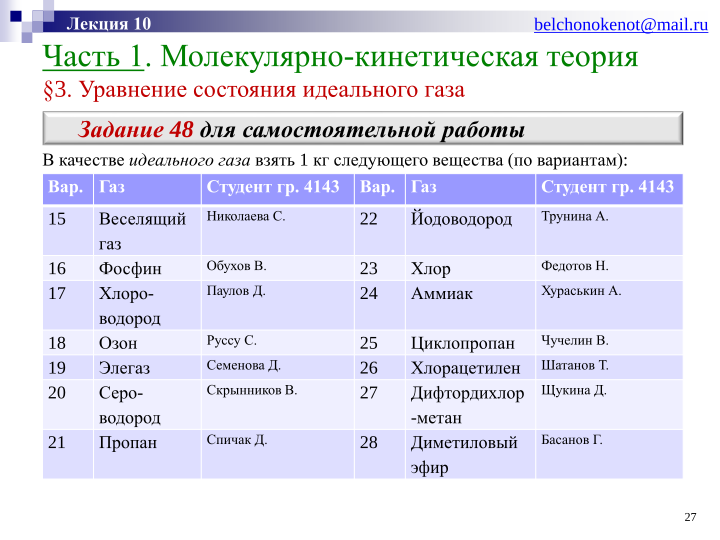 Лекция 10
belchonokenot@mail.ru
Часть 1. Молекулярно-кинетическая теория
§3. Уравнение состояния идеального газа
Задание 48 для самостоятельной работы
В качестве идеального газа взять 1 кг следующего вещества (по вариантам):
Вар. Газ Студент гр. 4143 Вар. Газ Студент гр. 4143
15 Веселящий Николаева С. 22 Йодоводород Трунина А.
газ
16 Фосфин Обухов В. 23 Хлор Федотов Н.
17 Хлоро- Паулов Д. 24 Аммиак Хураськин А.
водород
18 Озон Руссу С. 25 Циклопропан Чучелин В.
19 Элегаз Семенова Д. 26 Хлорацетилен Шатанов Т.
20 Серо- Скрынников В. 27 Дифтордихлор Щукина Д.
водород -метан
21 Пропан Спичак Д. 28 Диметиловый Басанов Г.
эфир
27